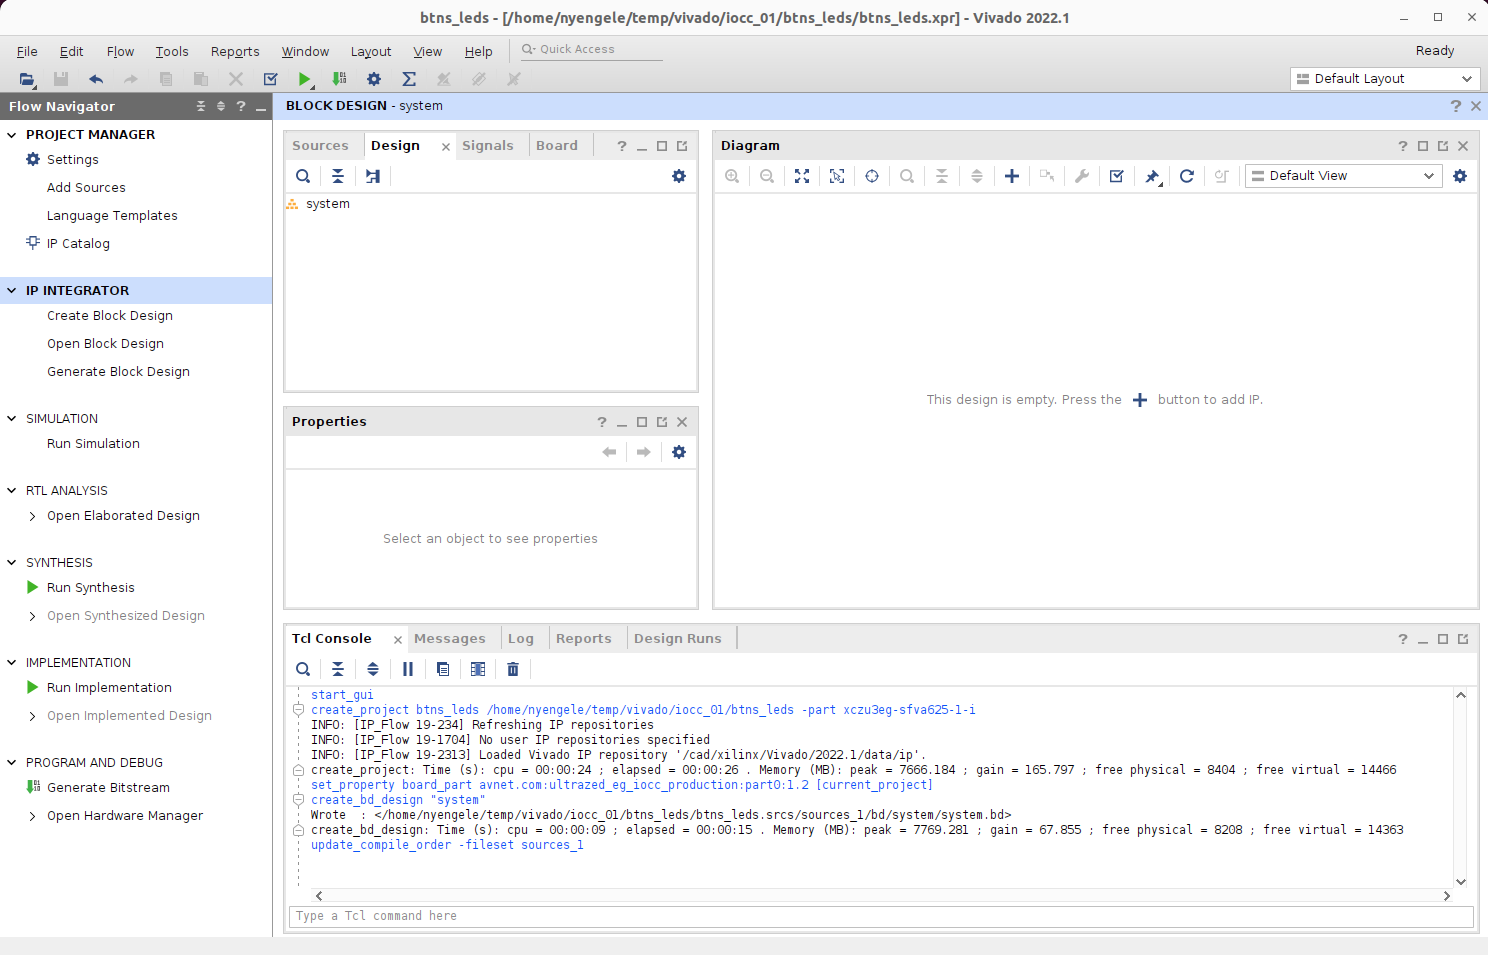 btns_leds - [/home/nyengele/temp/vivado/iocc_01/btns_leds/btns_leds.xpr] - Vivado 2022.1
File Edit Flow Tools Reports Window Layout View Help Quick Access Ready
Default Layout
Flow Navigator
PROJECT MANAGER
Settings
Add Sources
Language Templates
IP Catalog
IP INTEGRATOR
Create Block Design
Open Block Design
Generate Block Design
SIMULATION
Run Simulation
RTL ANALYSIS
Open Elaborated Design
SYNTHESIS
Run Synthesis
Open Synthesized Design
IMPLEMENTATION
Run Implementation
Open Implemented Design
PROGRAM AND DEBUG
Generate Bitstream
Open Hardware Manager
BLOCK DESIGN - system
Sources Design Signals Board
system
Properties
Select an object to see properties
Diagram
Default View
This design is empty. Press the + button to add IP.
Tcl Console Messages Log Reports Design Runs
start_gui
create_project btns_leds /home/nyengele/temp/vivado/iocc_01/btns_leds -part xczu3eg-sfva625-1-i
INFO: [IP_Flow 19-234] Refreshing IP repositories
INFO: [IP_Flow 19-1704] No user IP repositories specified
INFO: [IP_Flow 19-2313] Loaded Vivado IP repository '/cad/xilinx/Vivado/2022.1/data/ip'.
create_project: Time (s): cpu = 00:00:24 ; elapsed = 00:00:26 . Memory (MB): peak = 7666.184 ; gain = 165.797 ; free physical = 8404 ; free virtual = 14466
set_property board_part avnet.com:ultrazed_eg_iocc_production:part0:1.2 [current_project]
create_bd_design "system"
Wrote  : </home/nyengele/temp/vivado/iocc_01/btns_leds/btns_leds.srcs/sources_1/bd/system/system.bd>
create_bd_design: Time (s): cpu = 00:00:09 ; elapsed = 00:00:15 . Memory (MB): peak = 7769.281 ; gain = 67.855 ; free physical = 8208 ; free virtual = 14363
update_compile_order -fileset sources_1
Type a Tcl command here